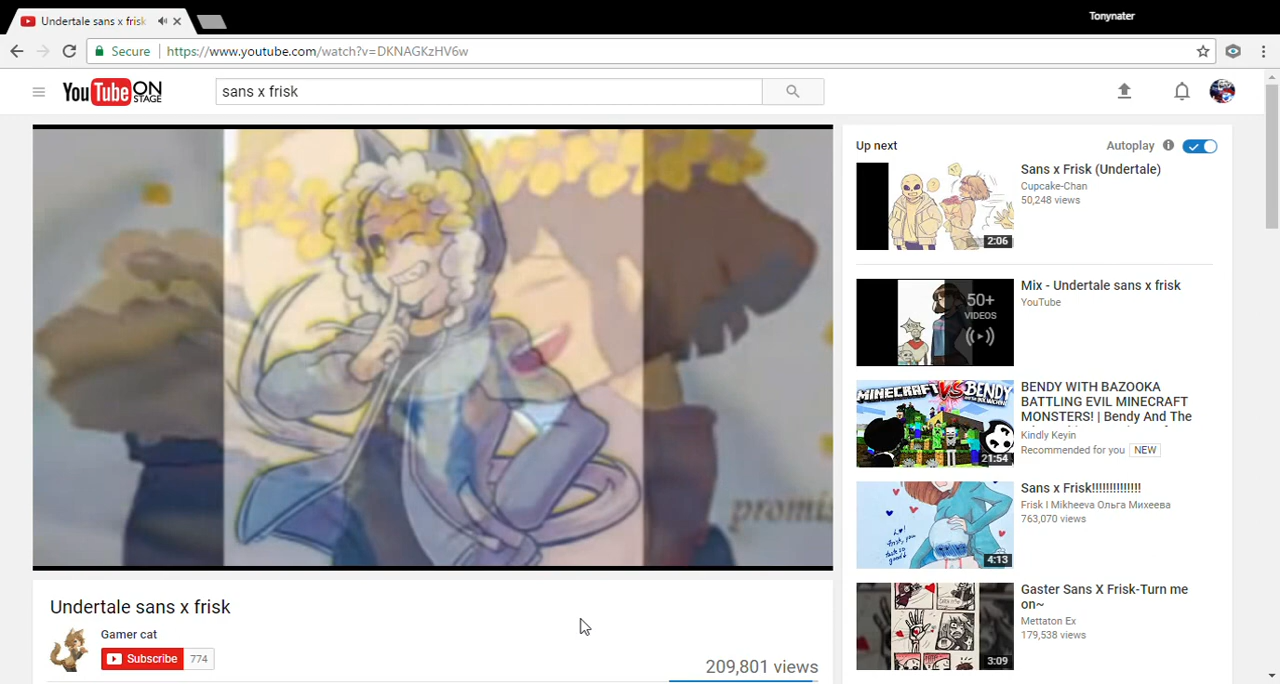 Tonynater
Undertale sans x frisk
Secure https://www.youtube.com/watch?v=DKNAGKzHV6w
YouTube ON STAGE
sans x frisk
Up next
Autoplay
Sans x Frisk (Undertale)
Cupcake-Chan
50,248 views
2:06
Mix - Undertale sans x frisk
YouTube
50+
VIDEOS
BENDY WITH BAZOOKA
BATTLING EVIL MINECRAFT
MONSTERS! | Bendy And The
Kindly Keyin
Recommended for you NEW
MINECRAFT VS BENDY
21:54
Sans x Frisk!!!!!!!!!!!!!!
Frisk I Mikheeva Ольга Михеева
763,070 views
4:13
Gaster Sans X Frisk-Turn me
on~
Mettaton Ex
179,538 views
3:09
promis
Undertale sans x frisk
Gamer cat
Subscribe 774
209,801 views